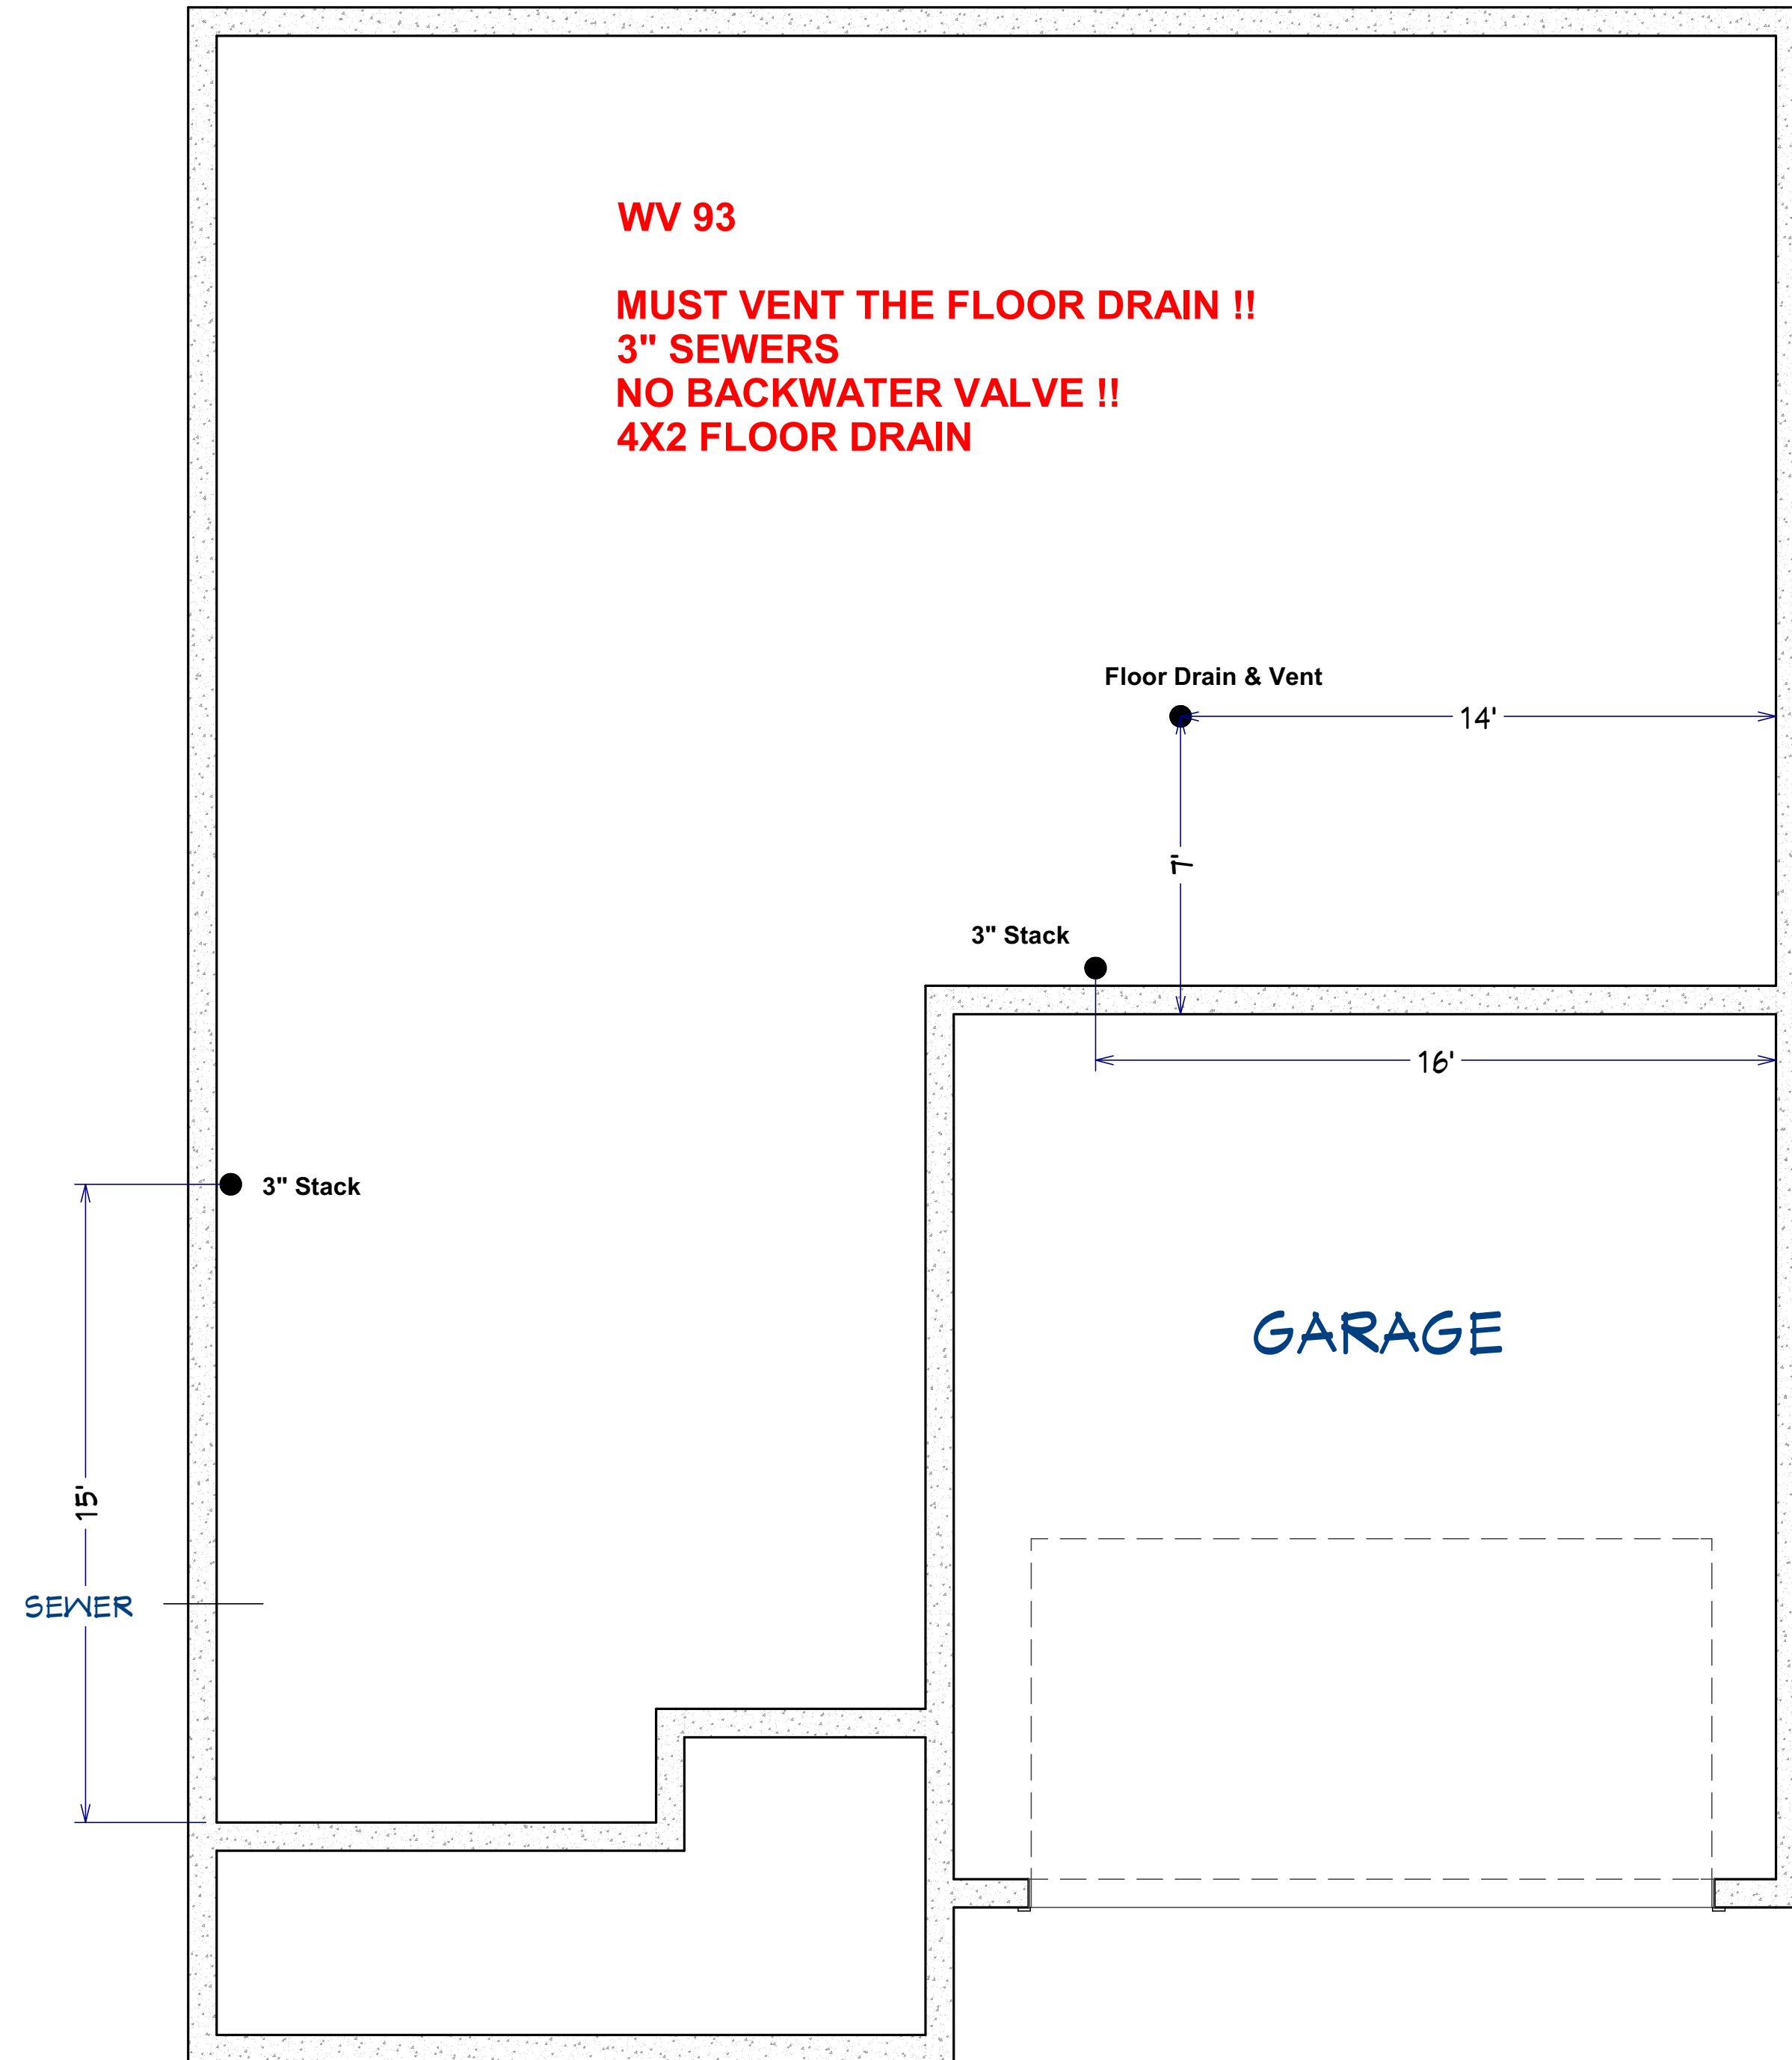 WV 93
MUST VENT THE FLOOR DRAIN !!
3" SEWERS
NO BACKWATER VALVE !!
4X2 FLOOR DRAIN
Floor Drain & Vent
14'
7'
3" Stack
16'
3" Stack
GARAGE
15'
SEWER